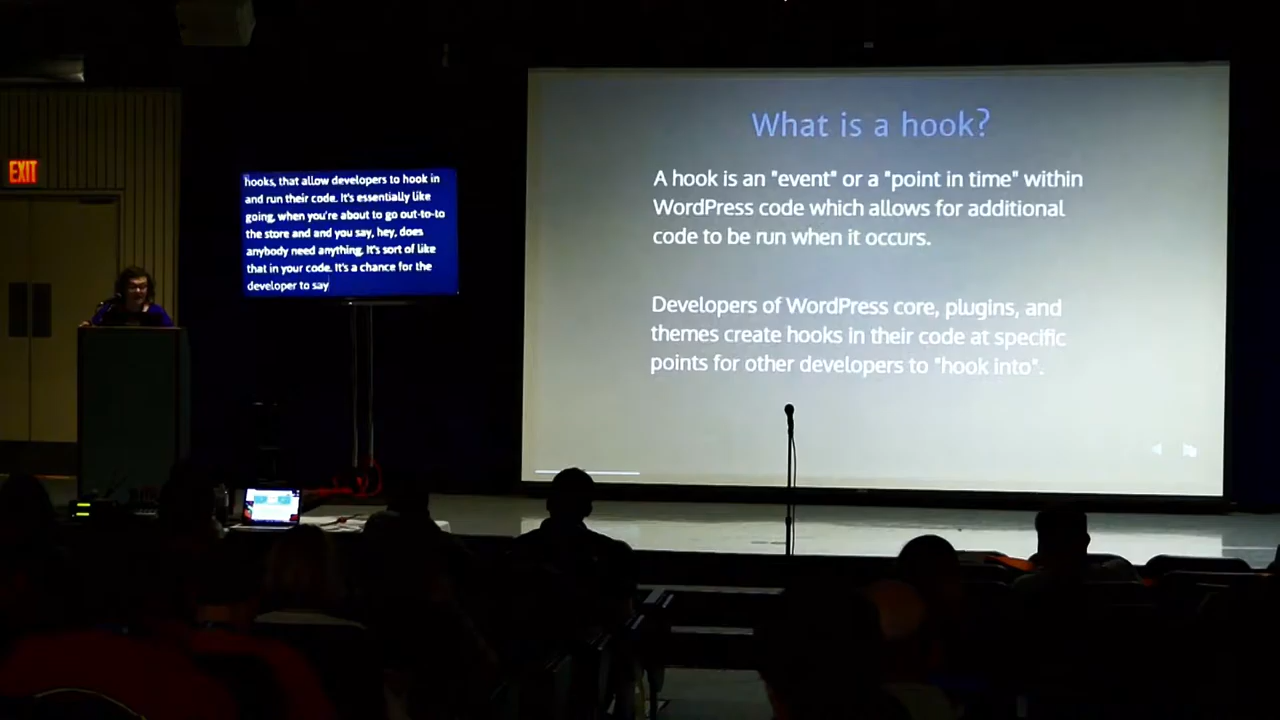 EXIT
hooks, that allow developers to hook in
and run their code. It's essentially like
going, when you're about to go out-to-to
the store and and you say, hey, does
anybody need anything. It's sort of like
that in your code. It's a chance for the
developer to say
What is a hook?
A hook is an "event" or a "point in time" within
WordPress code which allows for additional
code to be run when it occurs.
Developers of WordPress core, plugins, and
themes create hooks in their code at specific
points for other developers to "hook into".